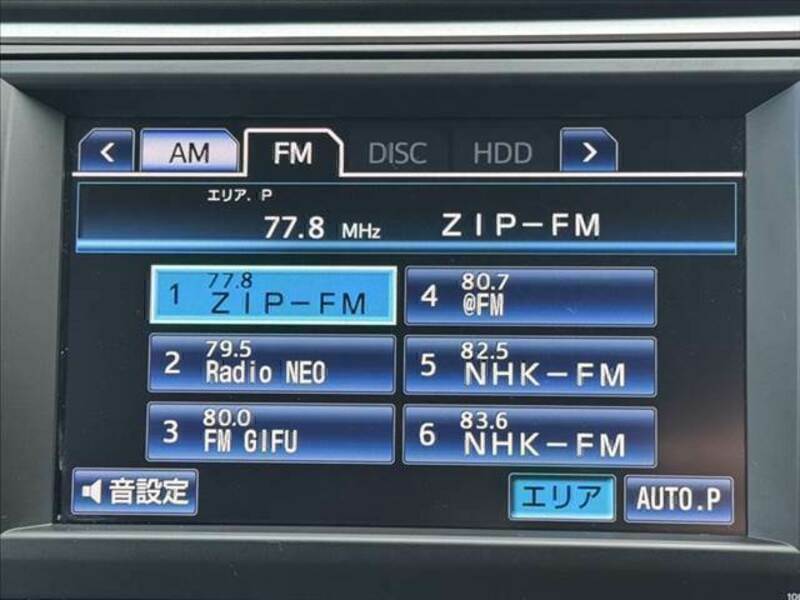 < AM FM DISC HDD >
エリア. P
77.8 MHz ZIP-FM
1 77.8 ZIP-FM
4 80.7 @FM
2 79.5 Radio NEO
5 82.5 NHK-FM
3 80.0 FM GIFU
6 83.6 NHK-FM
音設定 エリア AUTO.P